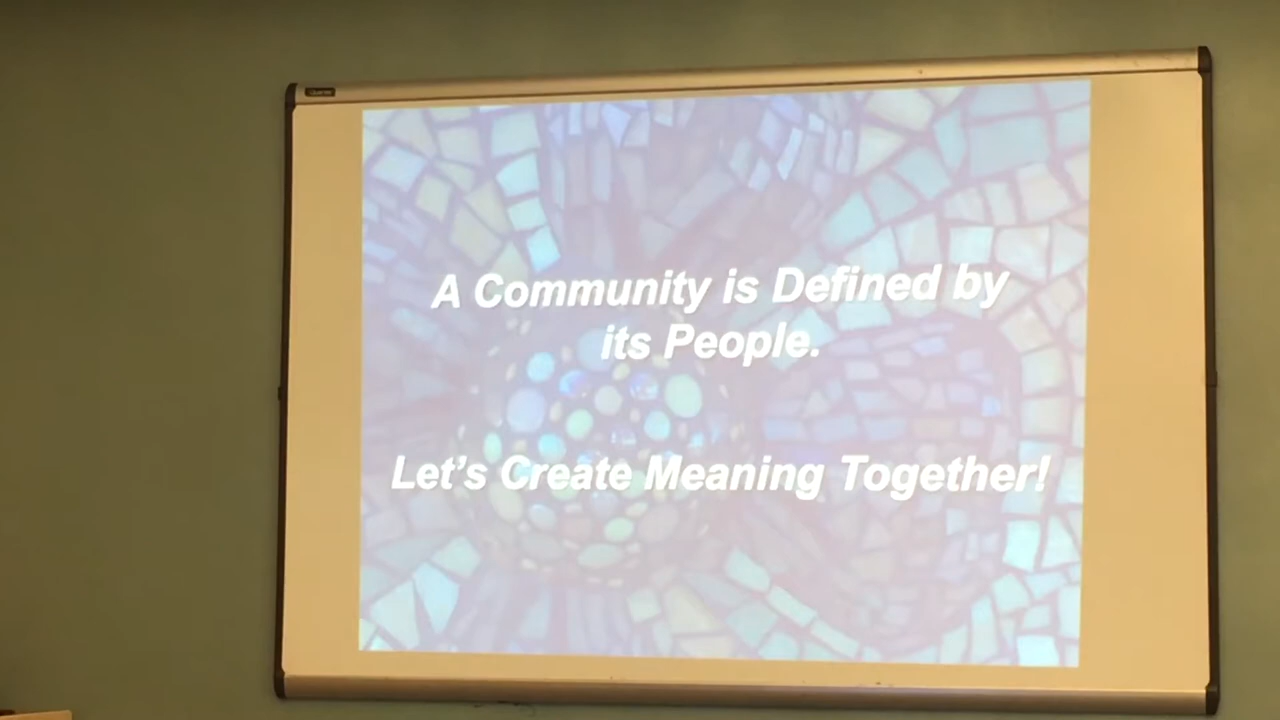 A Community is Defined by
its People.
Let's Create Meaning Together!